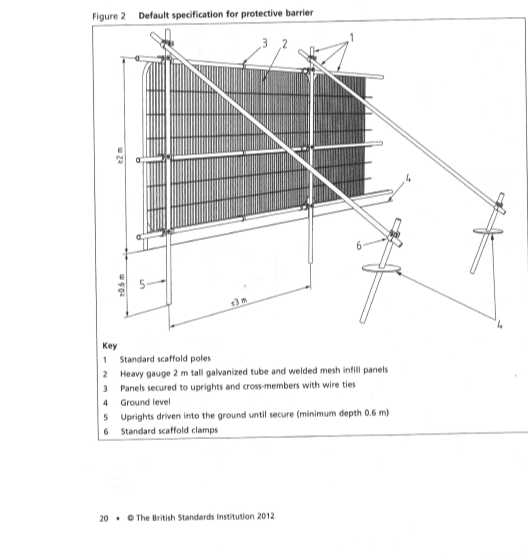 Figure 2 Default specification for protective barrier
3
2
1
≥2 m
4
6
≥0.6 m
5
≤3 m
4
Key
1 Standard scaffold poles
2 Heavy gauge 2 m tall galvanized tube and welded mesh infill panels
3 Panels secured to uprights and cross-members with wire ties
4 Ground level
5 Uprights driven into the ground until secure (minimum depth 0.6 m)
6 Standard scaffold clamps
20 • © The British Standards Institution 2012